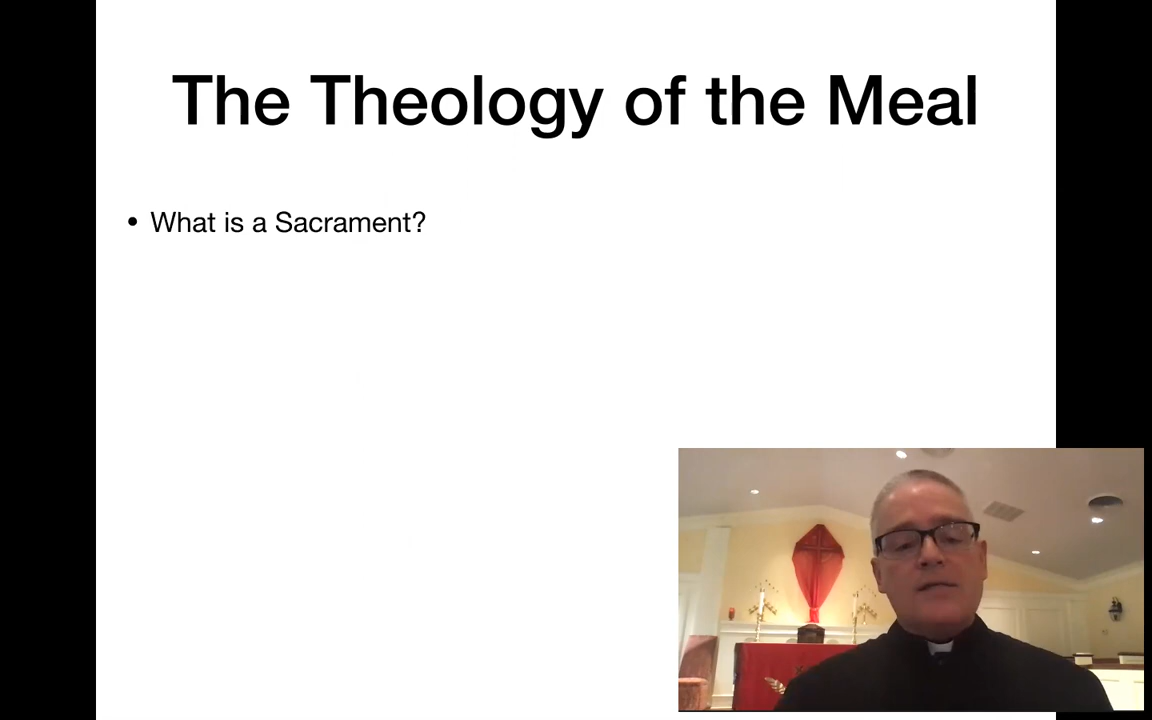 The Theology of the Meal
• What is a Sacrament?